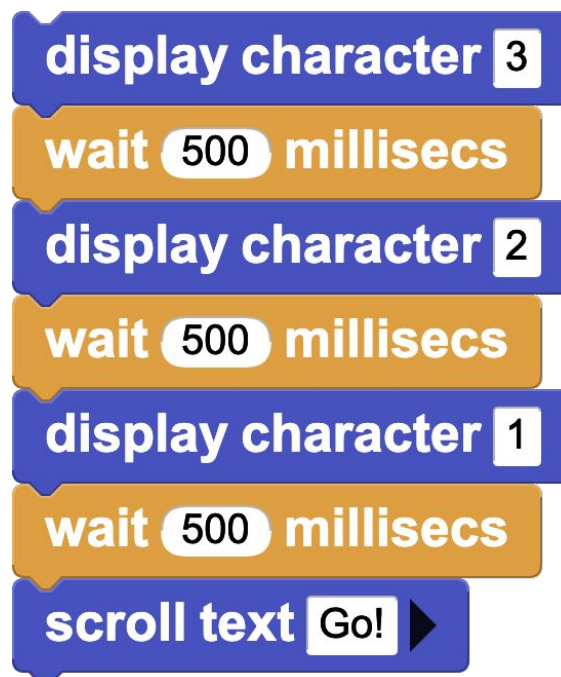 display character 3
wait 500 millisecs
display character 2
wait 500 millisecs
display character 1
wait 500 millisecs
scroll text Go!